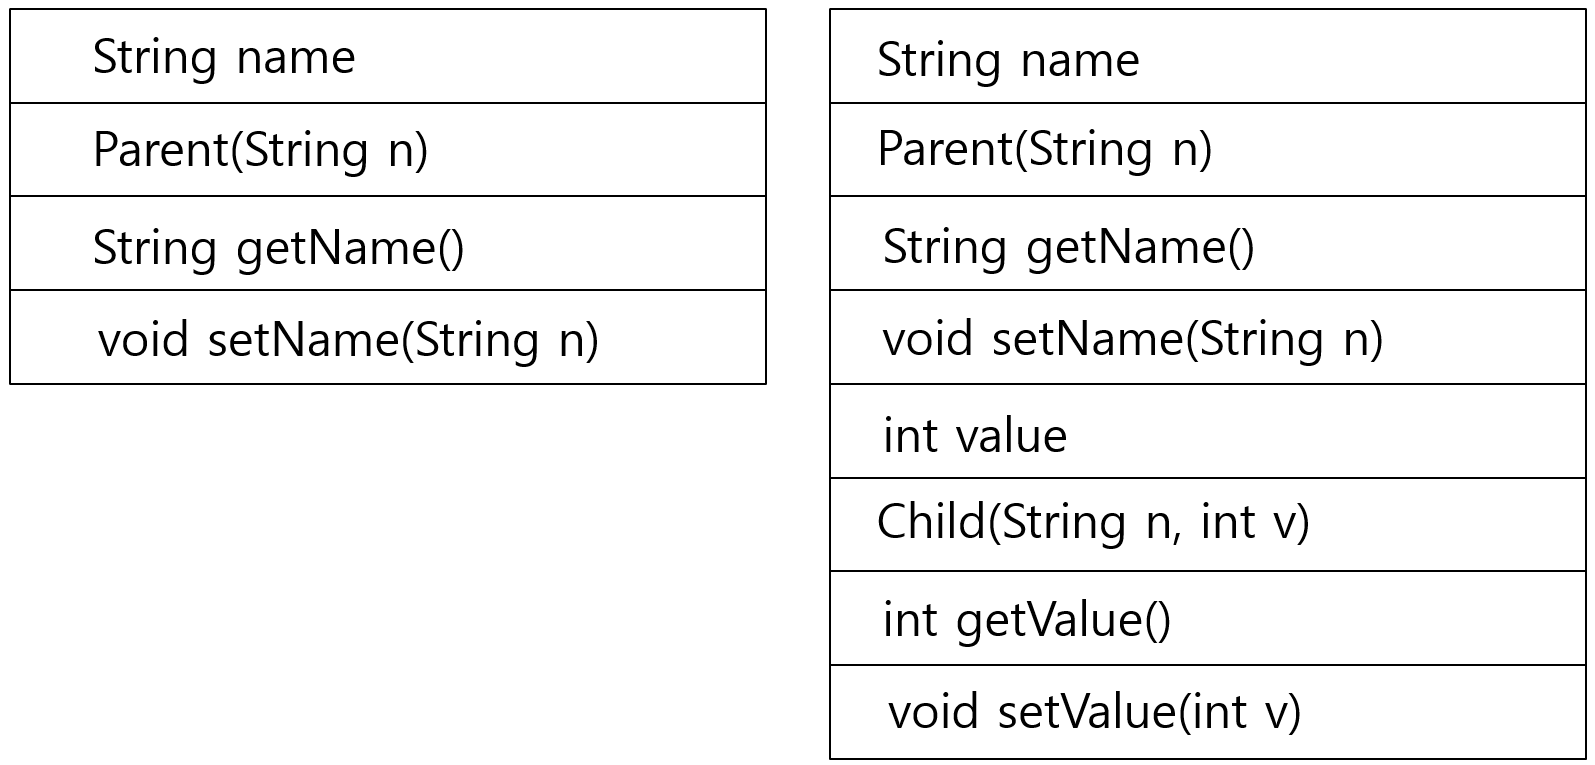 String name
Parent(String n)
String getName()
void setName(String n)
String name
Parent(String n)
String getName()
void setName(String n)
int value
Child(String n, int v)
int getValue()
void setValue(int v)